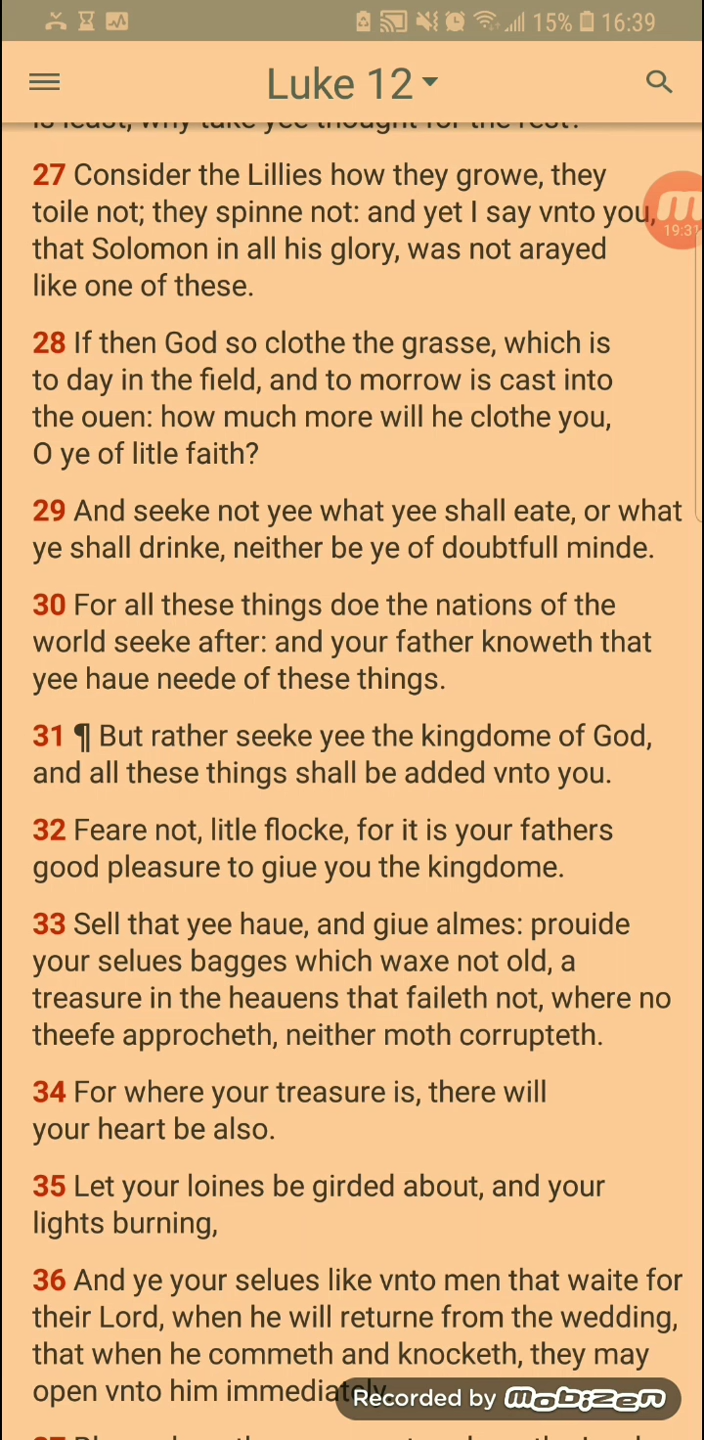 15% 16:39
Luke 12
is least, why take yee thought for the rest?
27 Consider the Lillies how they growe, they
toile not; they spinne not: and yet I say vnto you,
19:31
that Solomon in all his glory, was not arayed
like one of these.
28 If then God so clothe the grasse, which is
to day in the field, and to morrow is cast into
the ouen: how much more will he clothe you,
O ye of litle faith?
29 And seeke not yee what yee shall eate, or what
ye shall drinke, neither be ye of doubtfull minde.
30 For all these things doe the nations of the
world seeke after: and your father knoweth that
yee haue neede of these things.
31 ¶ But rather seeke yee the kingdome of God,
and all these things shall be added vnto you.
32 Feare not, litle flocke, for it is your fathers
good pleasure to giue you the kingdome.
33 Sell that yee haue, and giue almes: prouide
your selues bagges which waxe not old, a
treasure in the heauens that faileth not, where no
theefe approcheth, neither moth corrupteth.
34 For where your treasure is, there will
your heart be also.
35 Let your loines be girded about, and your
lights burning,
36 And ye your selues like vnto men that waite for
their Lord, when he will returne from the wedding,
that when he commeth and knocketh, they may
open vnto him immediately.
Recorded by mobizen